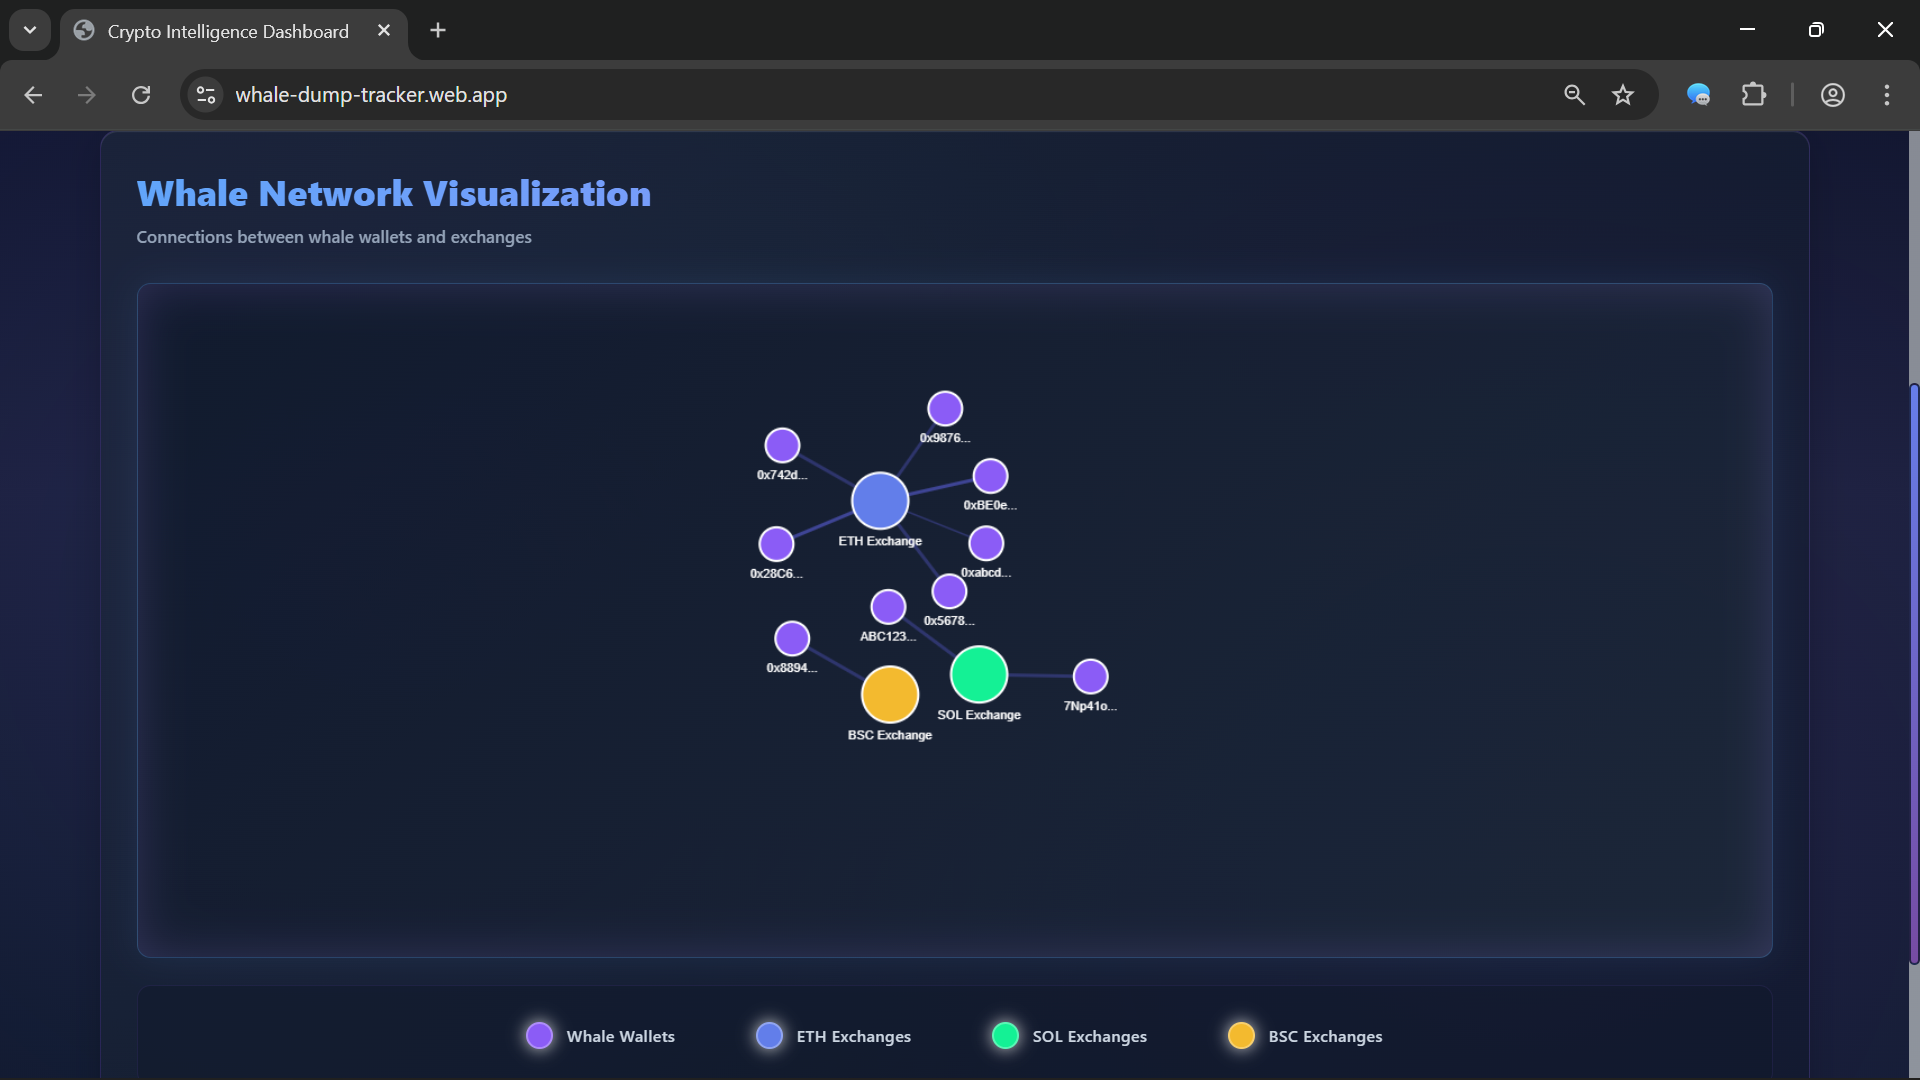 Crypto Intelligence Dashboard
whale-dump-tracker.web.app
Whale Network Visualization
Connections between whale wallets and exchanges
0x9876...
0x742d...
0xBE0e...
ETH Exchange
0x28C6...
0xabcd...
0x5678...
ABC123...
0x8894...
7Np41o...
SOL Exchange
BSC Exchange
Whale Wallets
ETH Exchanges
SOL Exchanges
BSC Exchanges